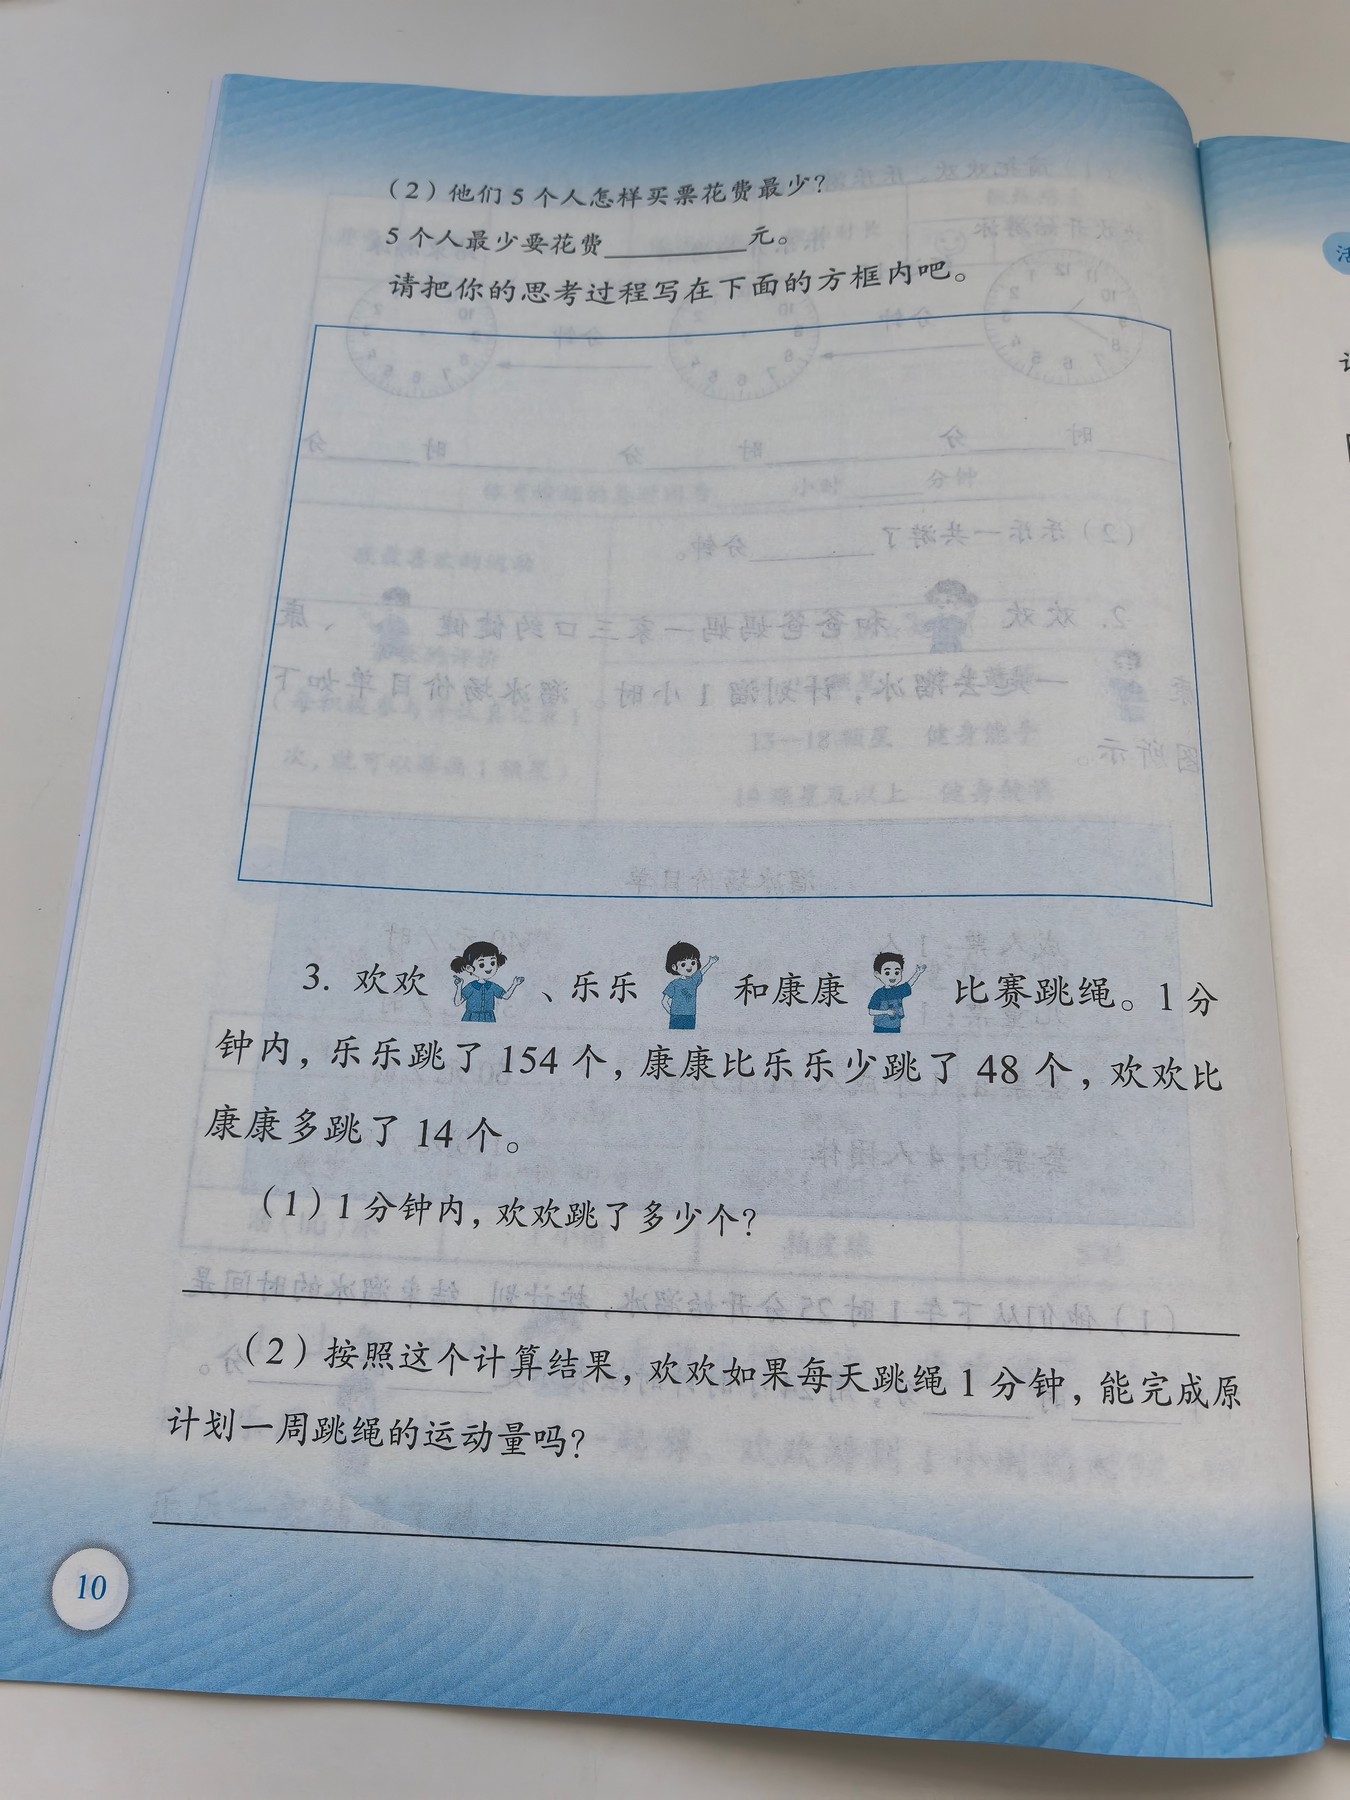 (2)他们5个人怎样买票花费最少?
5个人最少要花费________元。
请把你的思考过程写在下面的方框内吧。
3. 欢欢、乐乐和康康比赛跳绳。1分
钟内,乐乐跳了154个,康康比乐乐少跳了48个,欢欢比
康康多跳了14个。
(1)1分钟内,欢欢跳了多少个?
(2)按照这个计算结果,欢欢如果每天跳绳1分钟,能完成原
计划一周跳绳的运动量吗?
10